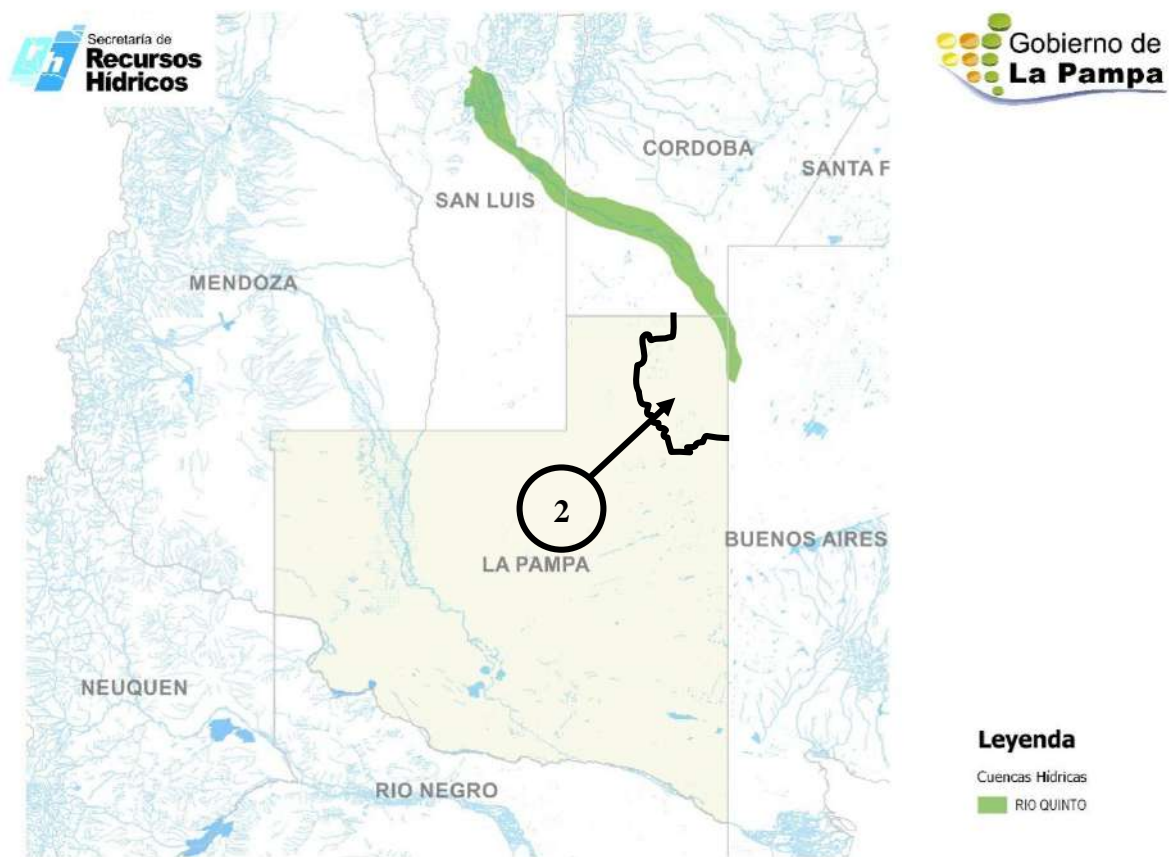 Secretaría de
Recursos
Hídricos
Gobierno de
La Pampa
CORDOBA
SANTA F
SAN LUIS
MENDOZA
2
BUENOS AIRES
LA PAMPA
NEUQUEN
RIO NEGRO
Leyenda
Cuencas Hídricas
RIO QUINTO